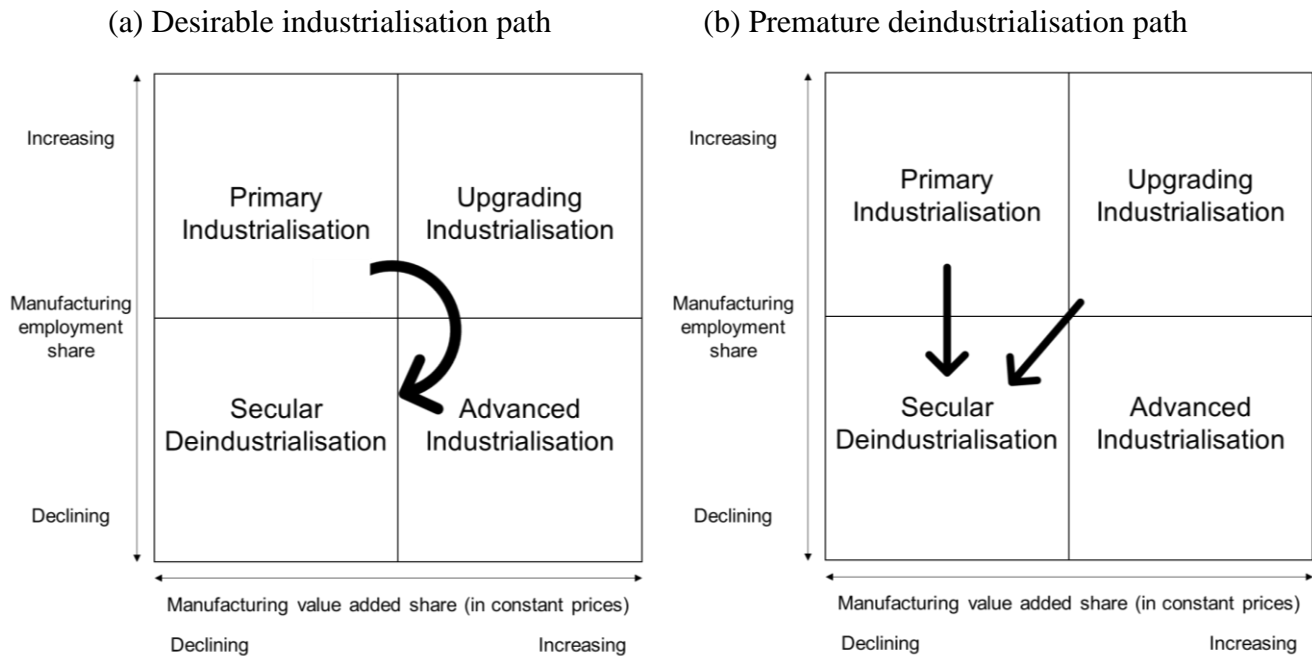 (a) Desirable industrialisation path
Increasing
Primary
Industrialisation
Upgrading
Industrialisation
Manufacturing
employment
share
Secular
Deindustrialisation
Advanced
Industrialisation
Declining
Manufacturing value added share (in constant prices)
Declining
Increasing
(b) Premature deindustrialisation path
Increasing
Primary
Industrialisation
Upgrading
Industrialisation
Manufacturing
employment
share
Secular
Deindustrialisation
Advanced
Industrialisation
Declining
Manufacturing value added share (in constant prices)
Declining
Increasing